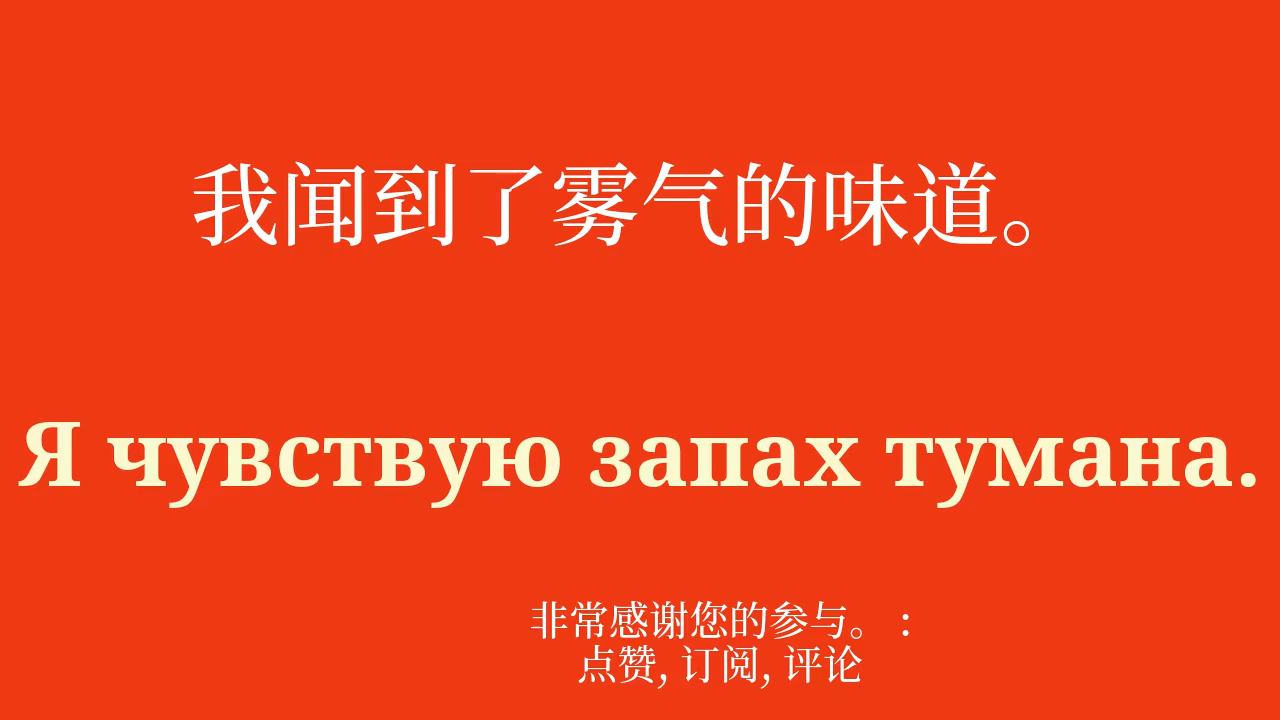 我闻到了雾气的味道。
Я чувствую запах тумана.
非常感谢您的参与。 :
点赞, 订阅, 评论